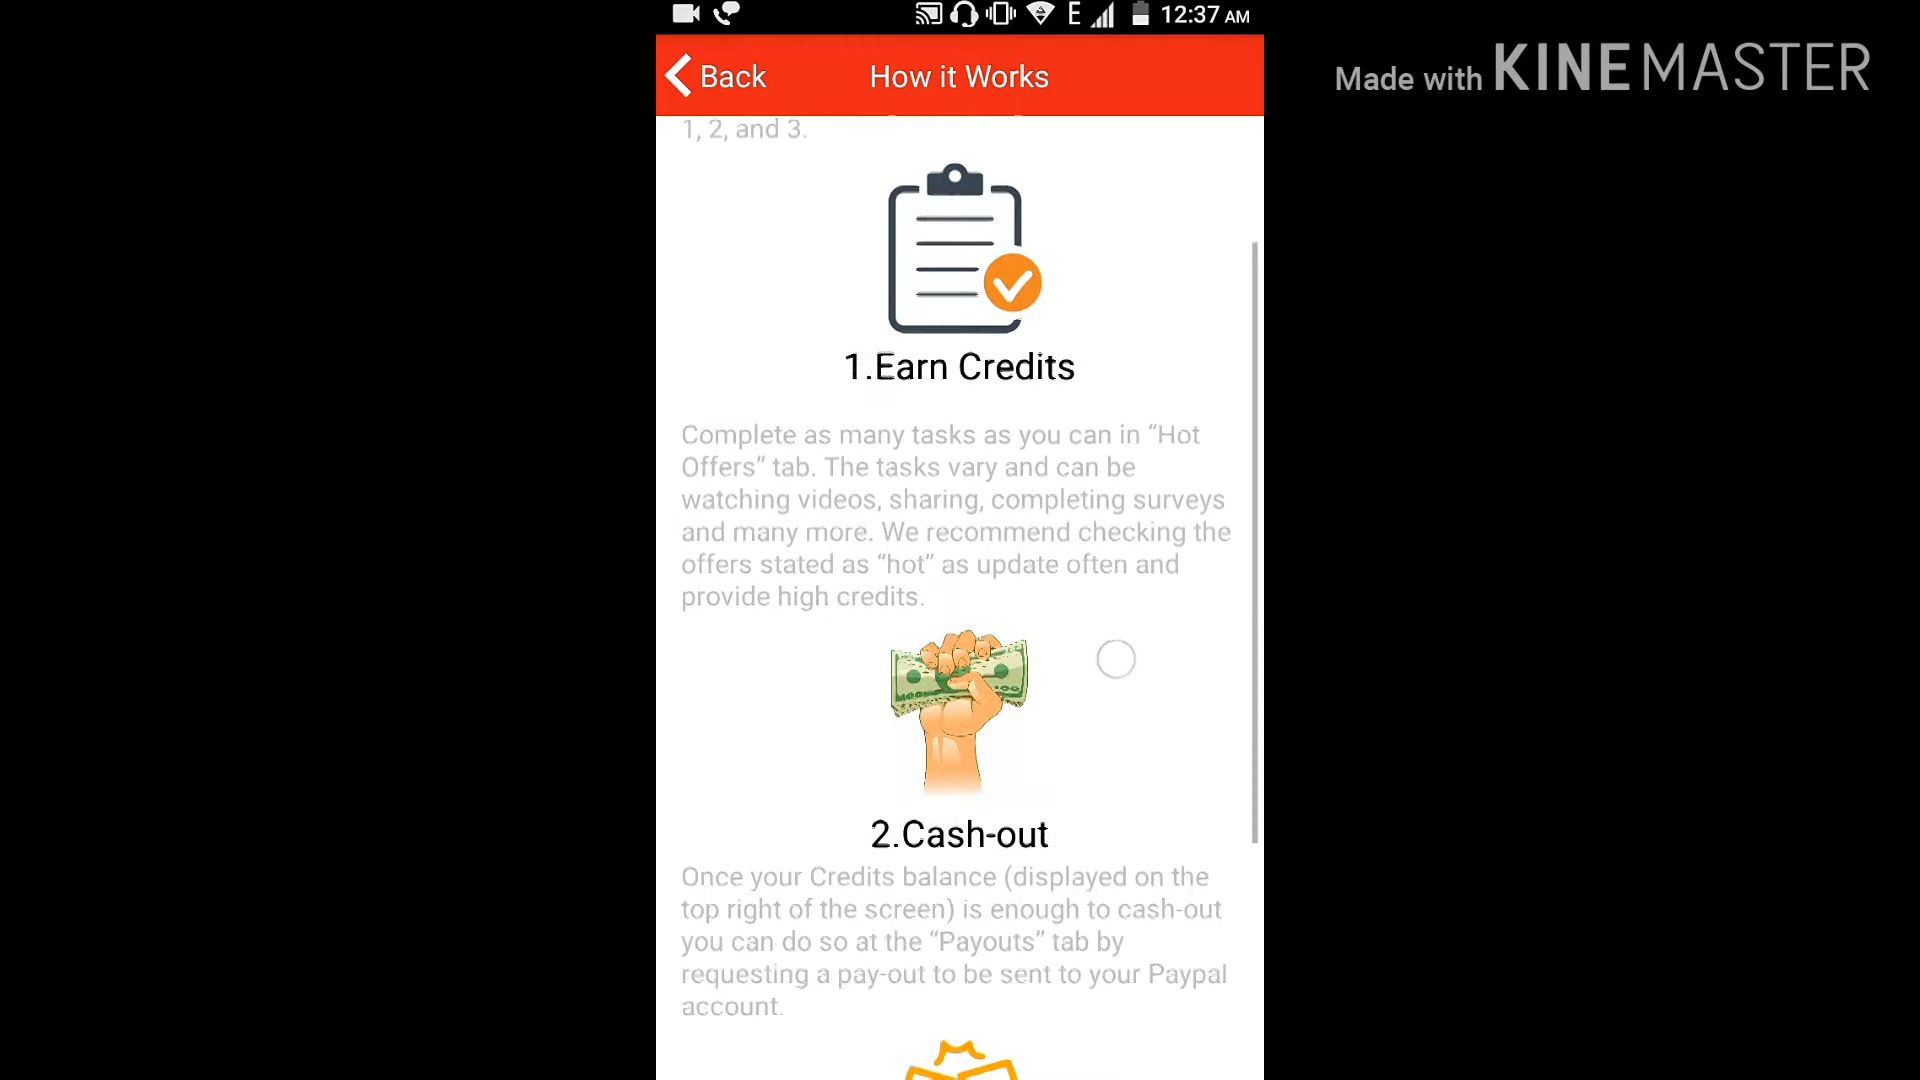 E 12:37 AM
Back
How it Works
Made with KINEMASTER
1, 2, and 3.
1.Earn Credits
Complete as many tasks as you can in “Hot
Offers” tab. The tasks vary and can be
watching videos, sharing, completing surveys
and many more. We recommend checking the
offers stated as “hot” as update often and
provide high credits.
2.Cash-out
Once your Credits balance (displayed on the
top right of the screen) is enough to cash-out
you can do so at the “Payouts” tab by
requesting a pay-out to be sent to your Paypal
account.